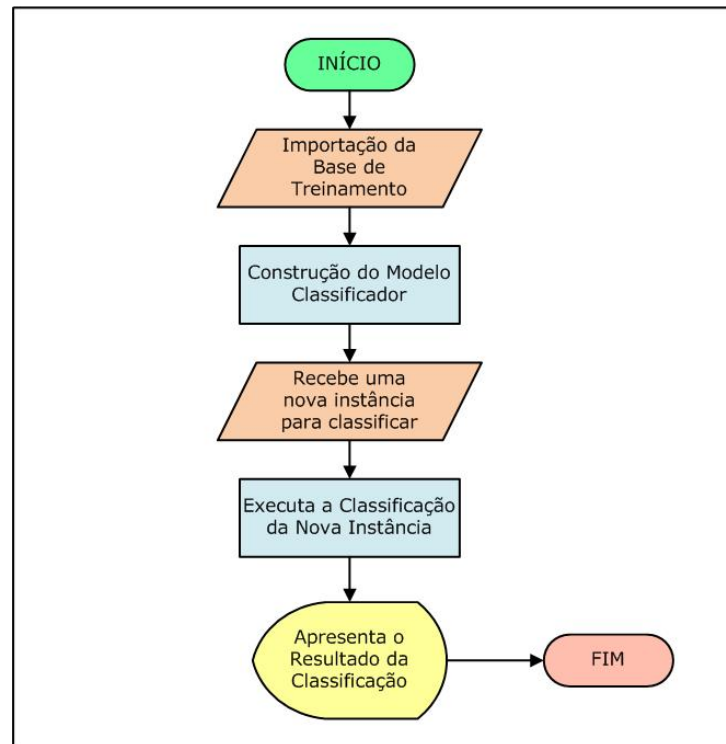 INÍCIO
Importação da
Base de
Treinamento
Construção do Modelo
Classificador
Recebe uma
nova instância
para classificar
Executa a Classificação
da Nova Instância
Apresenta o
Resultado da
Classificação
FIM